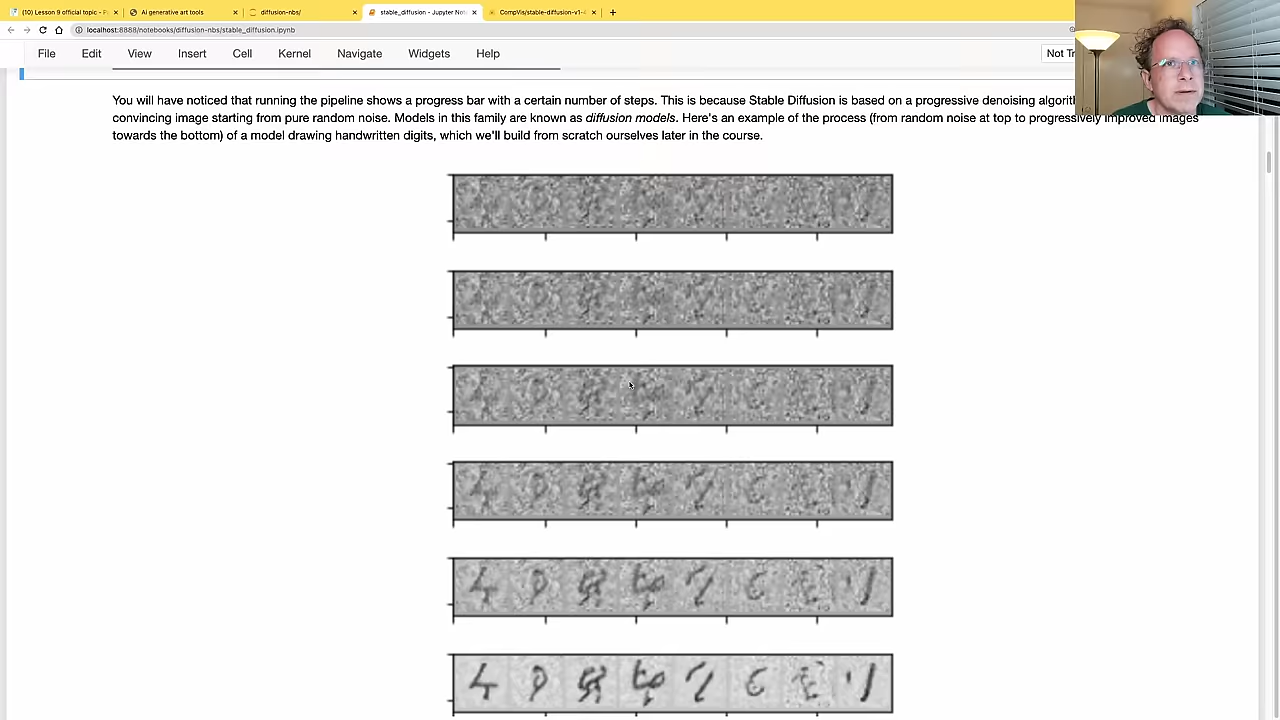 (10) Lesson 9 official topic - P
AI generative art tools
diffusion-nbs/
stable_diffusion - Jupyter Not
CompVis/stable-diffusion-v1-
localhost:8888/notebooks/diffusion-nbs/stable_diffusion.ipynb
File Edit View Insert Cell Kernel Navigate Widgets Help Not Tr
You will have noticed that running the pipeline shows a progress bar with a certain number of steps. This is because Stable Diffusion is based on a progressive denoising algorit
convincing image starting from pure random noise. Models in this family are known as diffusion models. Here's an example of the process (from random noise at top to progressively improved images
towards the bottom) of a model drawing handwritten digits, which we'll build from scratch ourselves later in the course.